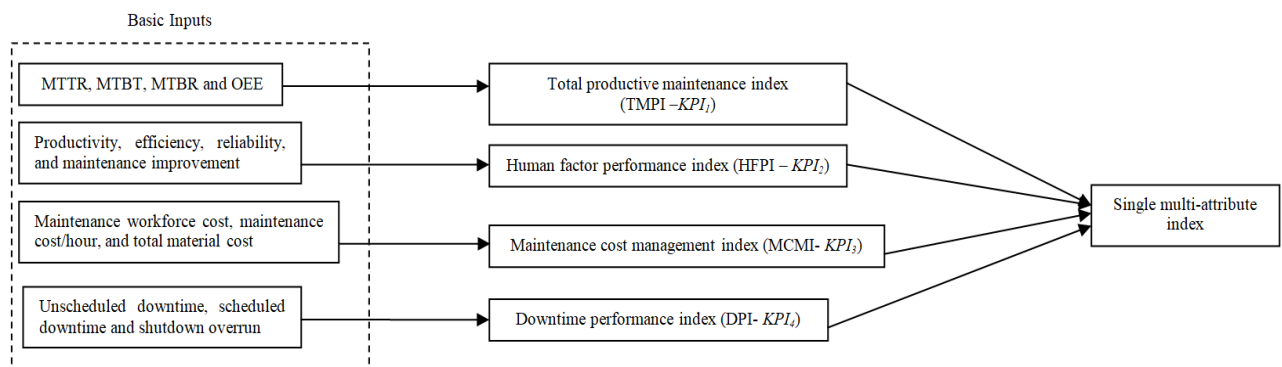 Basic Inputs
MTTR, MTBT, MTBR and OEE
Total productive maintenance index
(TMPI –KPI1)
Productivity, efficiency, reliability,
and maintenance improvement
Human factor performance index (HFPI – KPI2)
Maintenance workforce cost, maintenance
cost/hour, and total material cost
Maintenance cost management index (MCMI- KPI3)
Unscheduled downtime, scheduled
downtime and shutdown overrun
Downtime performance index (DPI- KPI4)
Single multi-attribute
index